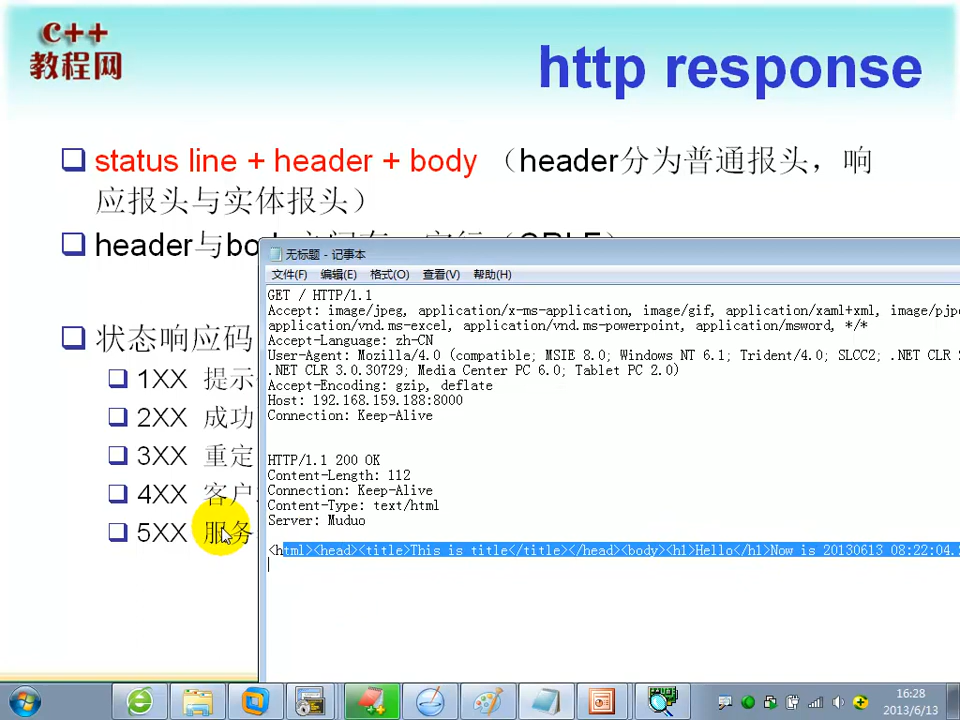 c++
教程网
http response
status line + header + body （header分为普通报头，响
应报头与实体报头）
header与bo
状态响应码
1XX 提示
2XX 成功
3XX 重定
4XX 客户
5XX 服务
无标题 - 记事本
文件(F) 编辑(E) 格式(O) 查看(V) 帮助(H)
GET / HTTP/1.1
Accept: image/jpeg, application/x-ms-application, image/gif, application/xaml+xml, image/pjp
application/vnd.ms-excel, application/vnd.ms-powerpoint, application/msword, */*
Accept-Language: zh-CN
User-Agent: Mozilla/4.0 (compatible; MSIE 8.0; Windows NT 6.1; Trident/4.0; SLCC2; .NET CLR
.NET CLR 3.0.30729; Media Center PC 6.0; Tablet PC 2.0)
Accept-Encoding: gzip, deflate
Host: 192.168.159.188:8000
Connection: Keep-Alive
HTTP/1.1 200 OK
Content-Length: 112
Connection: Keep-Alive
Content-Type: text/html
Server: Muduo
<html><head><title>This is title</title></head><body><h1>Hello</h1>Now is 20130613 08:22:04.
16:28
2013/6/13